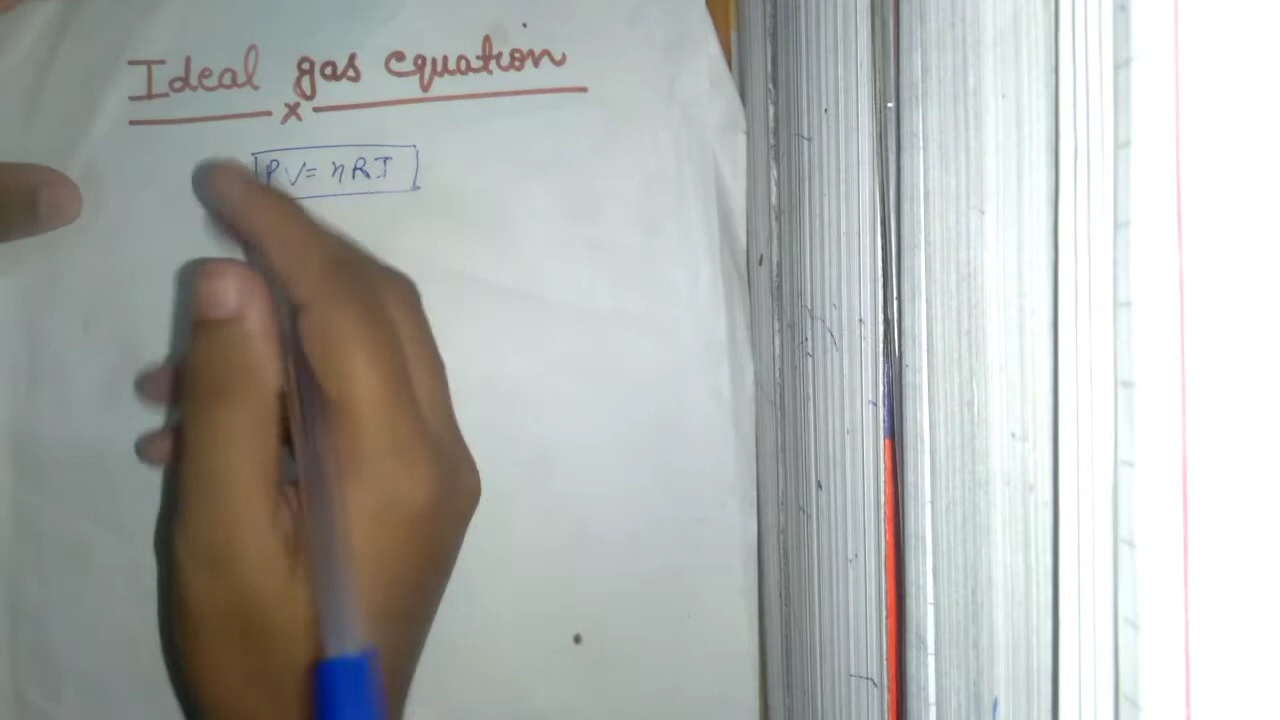 Ideal gas equation
x
PV= nRT